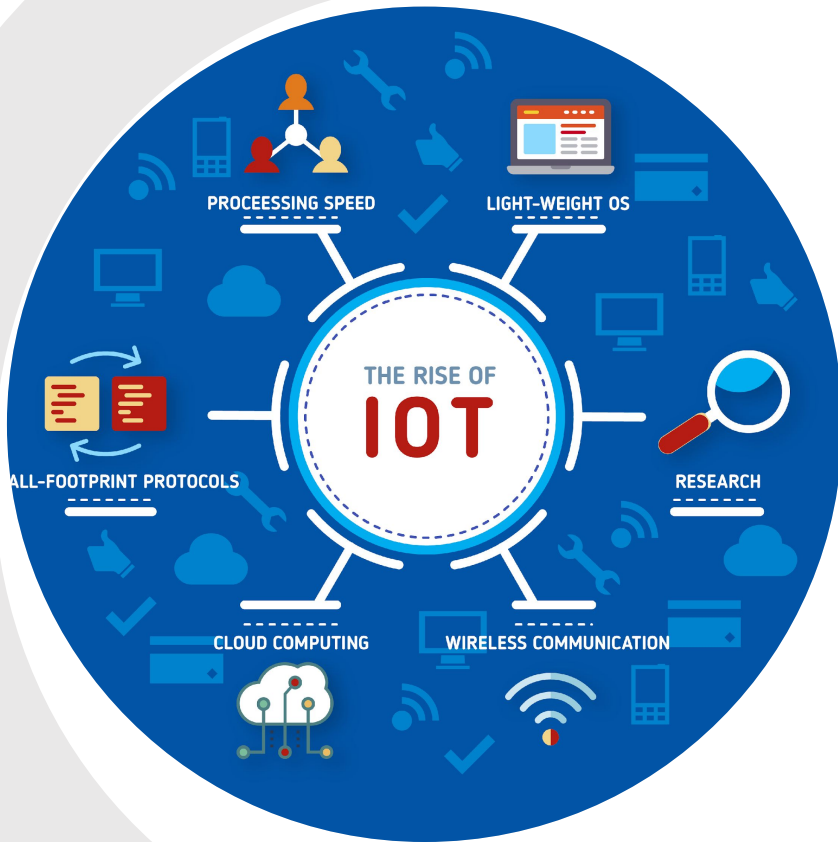 PROCEESSING SPEED
LIGHT-WEIGHT OS
THE RISE OF
IOT
ALL-FOOTPRINT PROTOCOLS
RESEARCH
CLOUD COMPUTING
WIRELESS COMMUNICATION